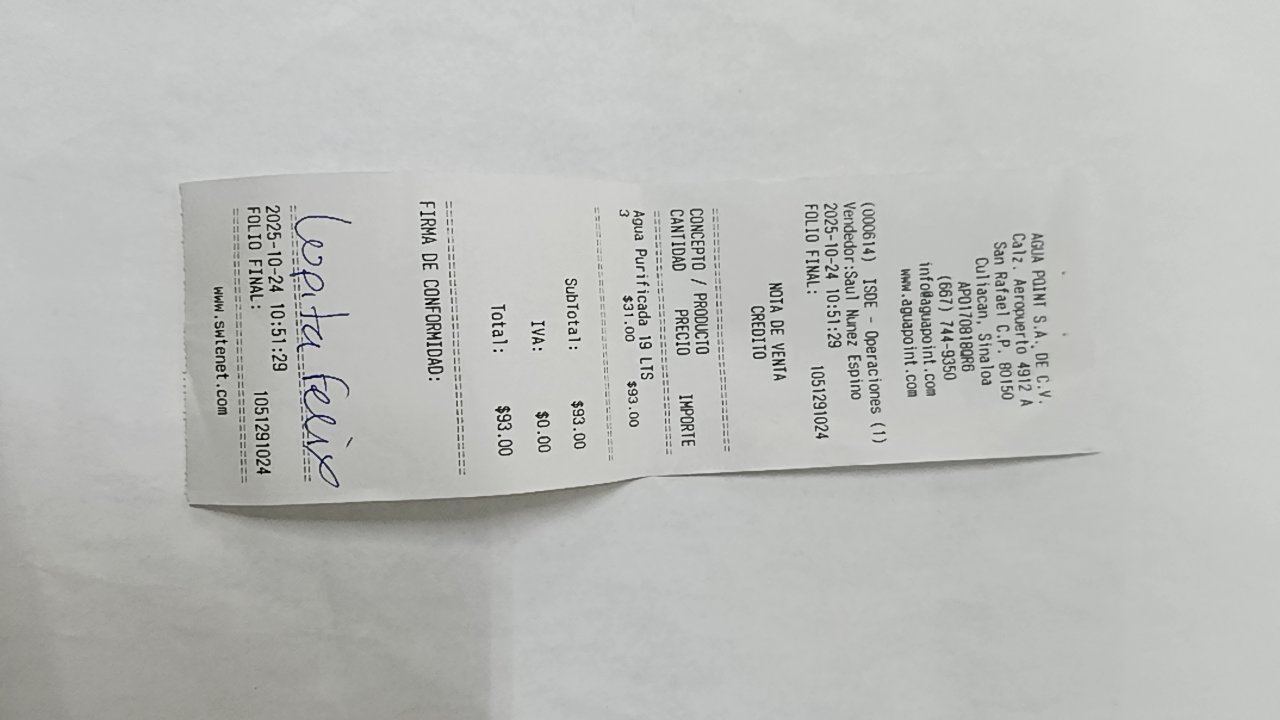 AGUA POINT S.A. DE C.V.
Calz. Aeropuerto 4912 A
San Rafael C.P. 80150
Culiacan, Sinaloa
APO170818QR6
(667) 744-9350
info@aguapoint.com
www.aguapoint.com
(000614) ISDE - Operaciones (1)
Vendedor:Saul Nunez Espino
2025-10-24 10:51:29
FOLIO FINAL: 1051291024
NOTA DE VENTA
CREDITO
CONCEPTO / PRODUCTO
CANTIDAD PRECIO IMPORTE
Agua Purificada 19 LTS
3 $31.00 $93.00
SubTotal: $93.00
IVA: $0.00
Total: $93.00
FIRMA DE CONFORMIDAD:
Lupita Felix
2025-10-24 10:51:29
FOLIO FINAL: 1051291024
www.swtenet.com